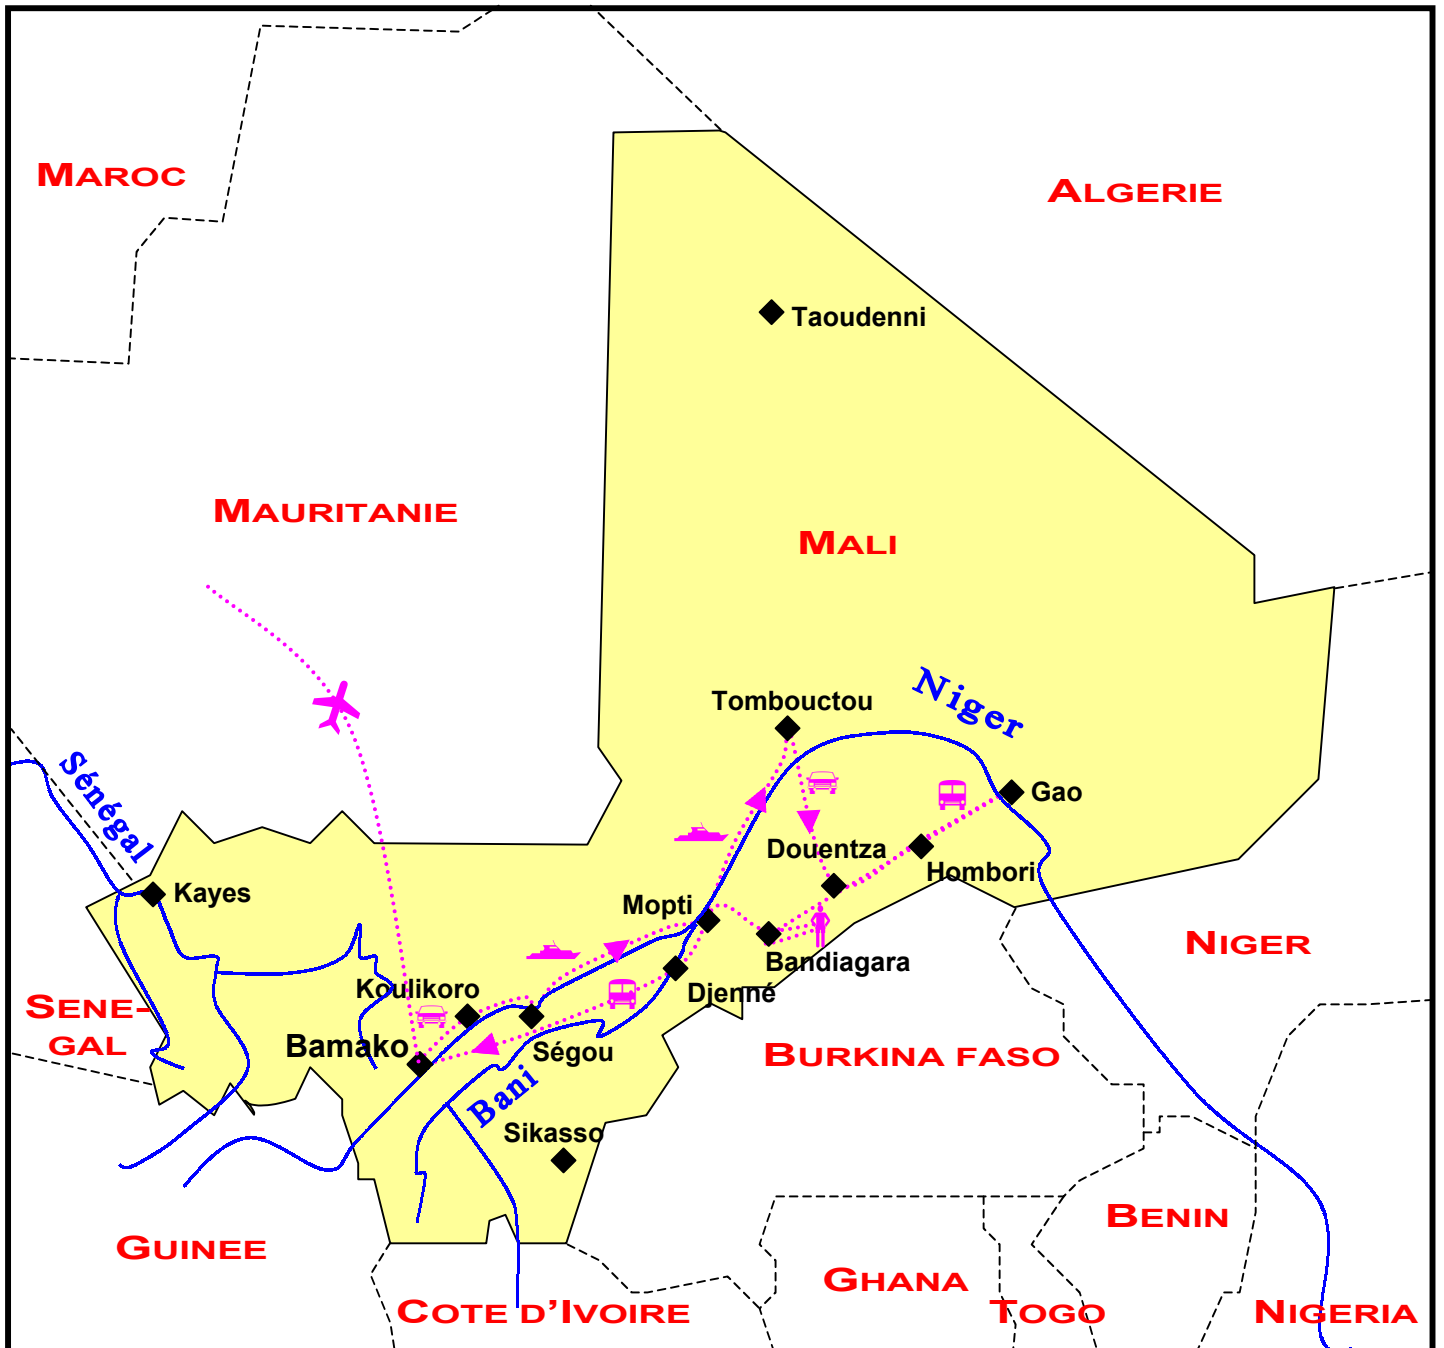 MAROC
ALGERIE
Taoudenni
MAURITANIE
MALI
Tombouctou
Niger
Sénégal
Gao
Douentza
Hombori
Kayes
Mopti
Bandiagara
NIGER
Djenné
Koulikoro
SENE-
GAL
Bamako
Ségou
BURKINA FASO
Bani
Sikasso
BENIN
GUINEE
GHANA
COTE D'IVOIRE
TOGO
NIGERIA